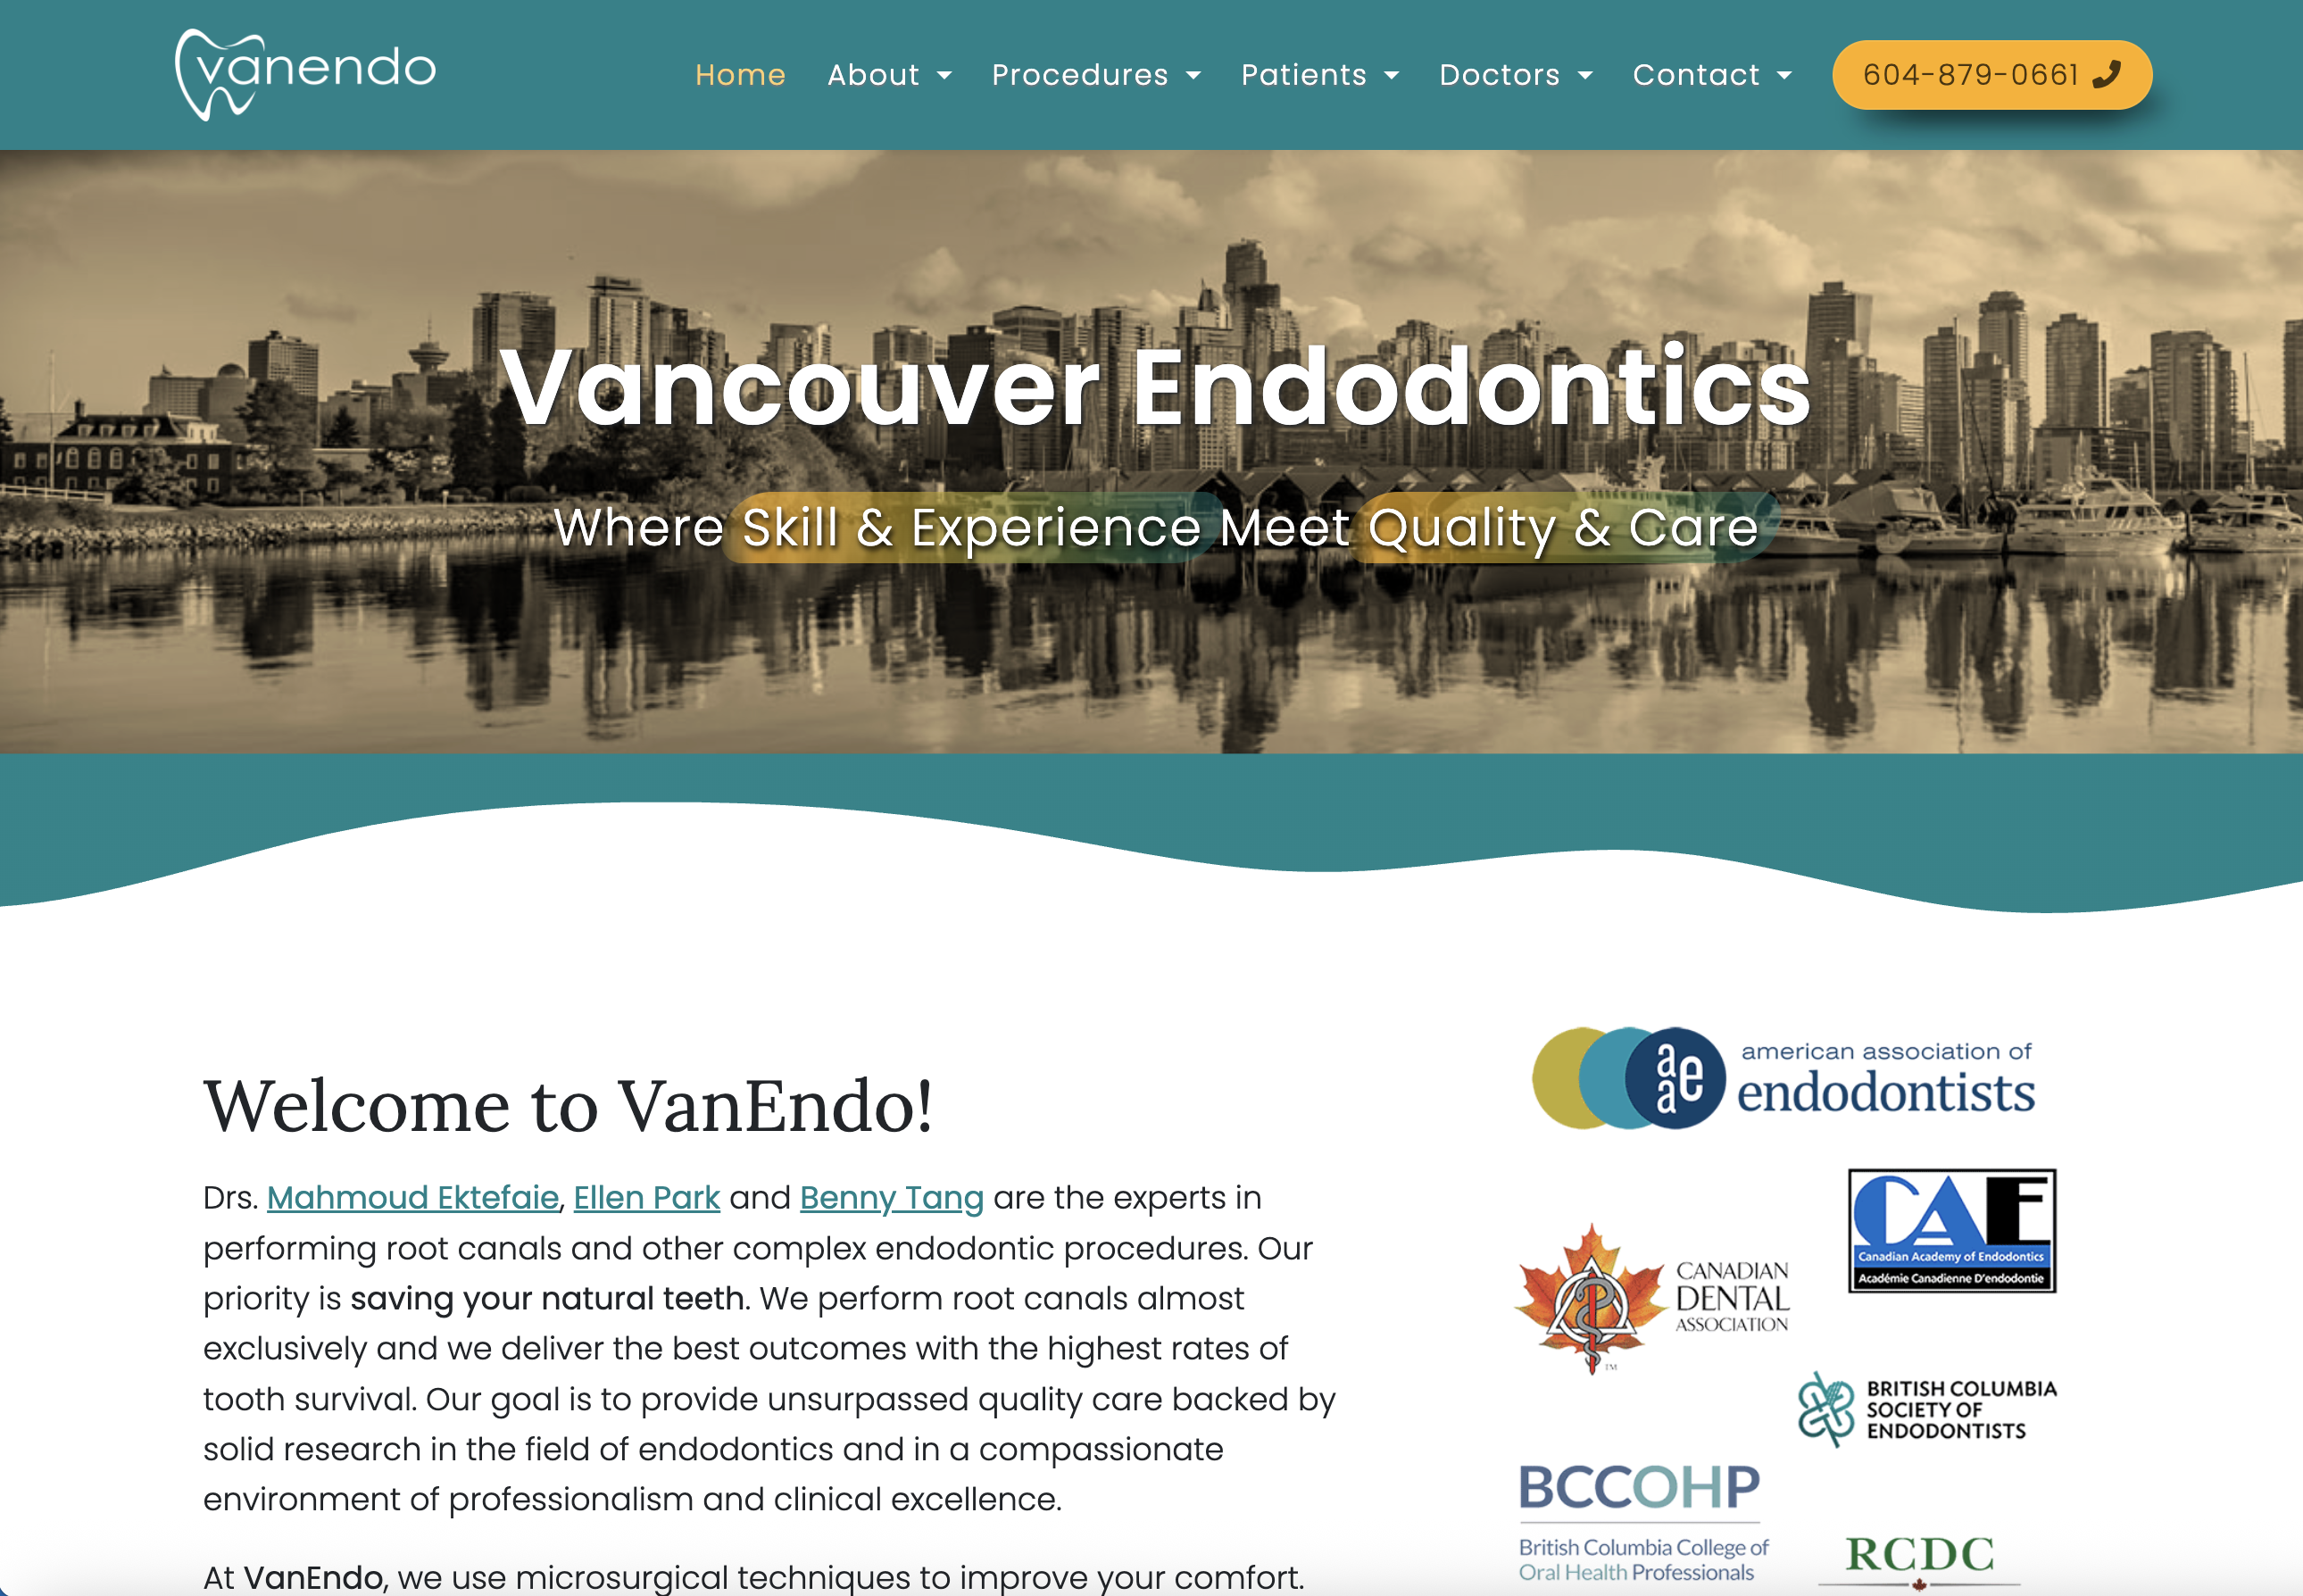 vanendo
Home About Procedures Patients Doctors Contact 604-879-0661
Vancouver Endodontics
Where Skill & Experience Meet Quality & Care
Welcome to VanEndo!
Drs. Mahmoud Ektefaie, Ellen Park and Benny Tang are the experts in
performing root canals and other complex endodontic procedures. Our
priority is saving your natural teeth. We perform root canals almost
exclusively and we deliver the best outcomes with the highest rates of
tooth survival. Our goal is to provide unsurpassed quality care backed by
solid research in the field of endodontics and in a compassionate
environment of professionalism and clinical excellence.
At VanEndo, we use microsurgical techniques to improve your comfort.
aae
american association of
endodontists
CAE
Canadian Academy of Endodontics
Académie Canadienne D'endodontie
CANADIAN
DENTAL
ASSOCIATION
TM
BRITISH COLUMBIA
SOCIETY OF
ENDODONTISTS
BCCOHP
British Columbia College of
Oral Health Professionals
RCDC